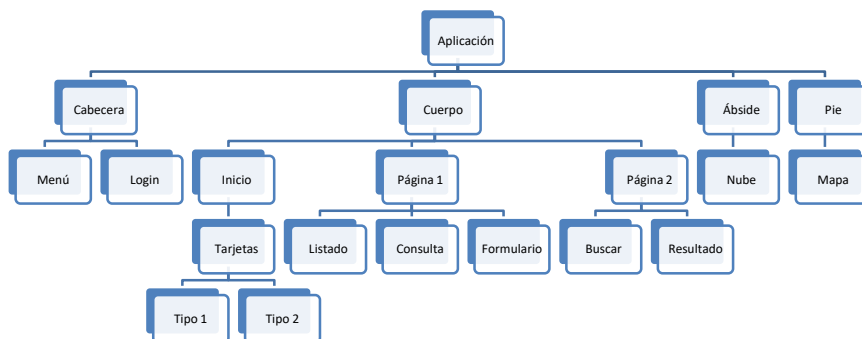 Aplicación
Cabecera
Cuerpo
Ábside
Pie
Menú
Login
Inicio
Página 1
Página 2
Nube
Mapa
Tarjetas
Listado
Consulta
Formulario
Buscar
Resultado
Tipo 1
Tipo 2